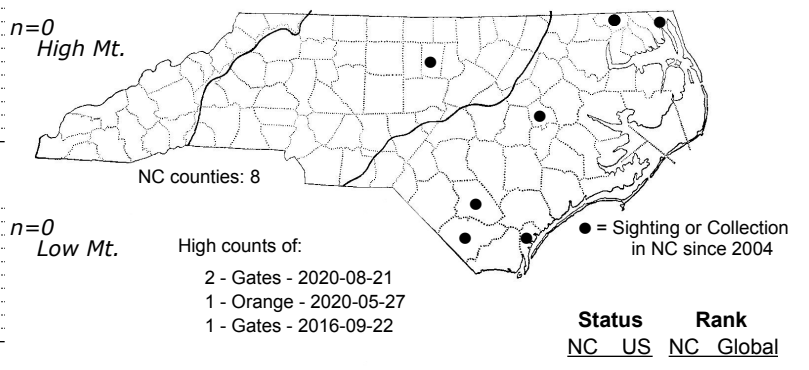 n=0
High Mt.
NC counties: 8
n=0
Low Mt.
High counts of:
2 - Gates - 2020-08-21
1 - Orange - 2020-05-27
1 - Gates - 2016-09-22
● = Sighting or Collection
in NC since 2004
Status Rank
NC US NC Global